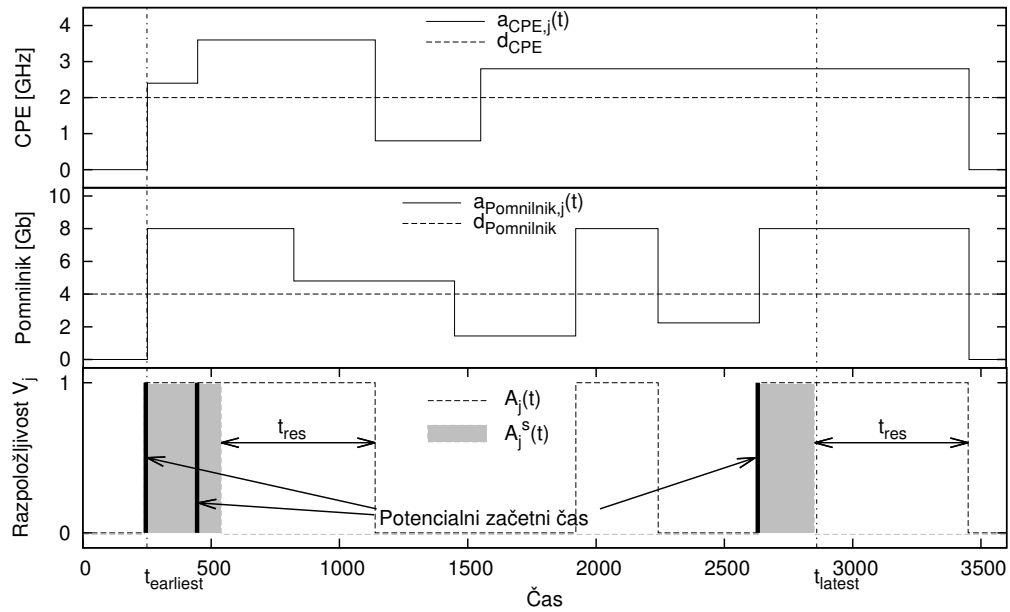 4
3
2
1
0
CPE [GHz]
a_CPE,j(t)
d_CPE
10
8
6
4
2
0
Pomnilnik [Gb]
a_Pomnilnik,j(t)
d_Pomnilnik
1
0
Razpoložljivost V_j
A_j(t)
A_j^s(t)
t_res
t_res
Potencialni začetni čas
0 500 1000 1500 2000 2500 3000 3500
t_earliest t_latest
Čas